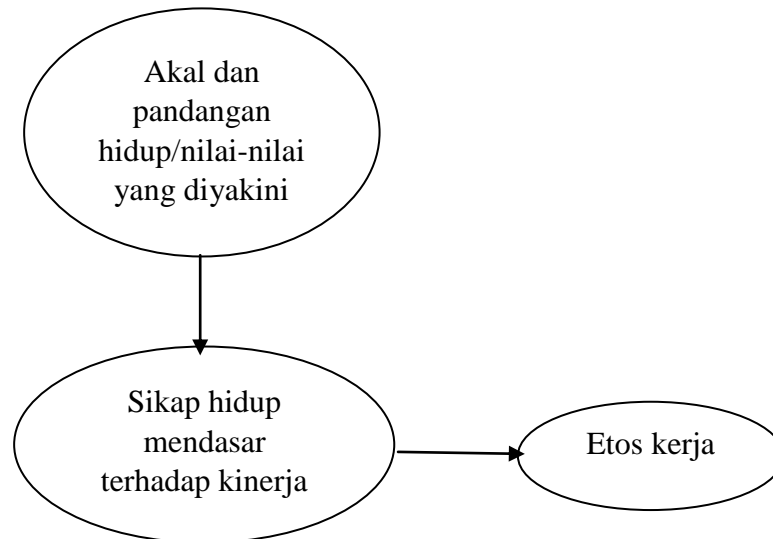 Akal dan
pandangan
hidup/nilai-nilai
yang diyakini
Sikap hidup
mendasar
terhadap kinerja
Etos kerja